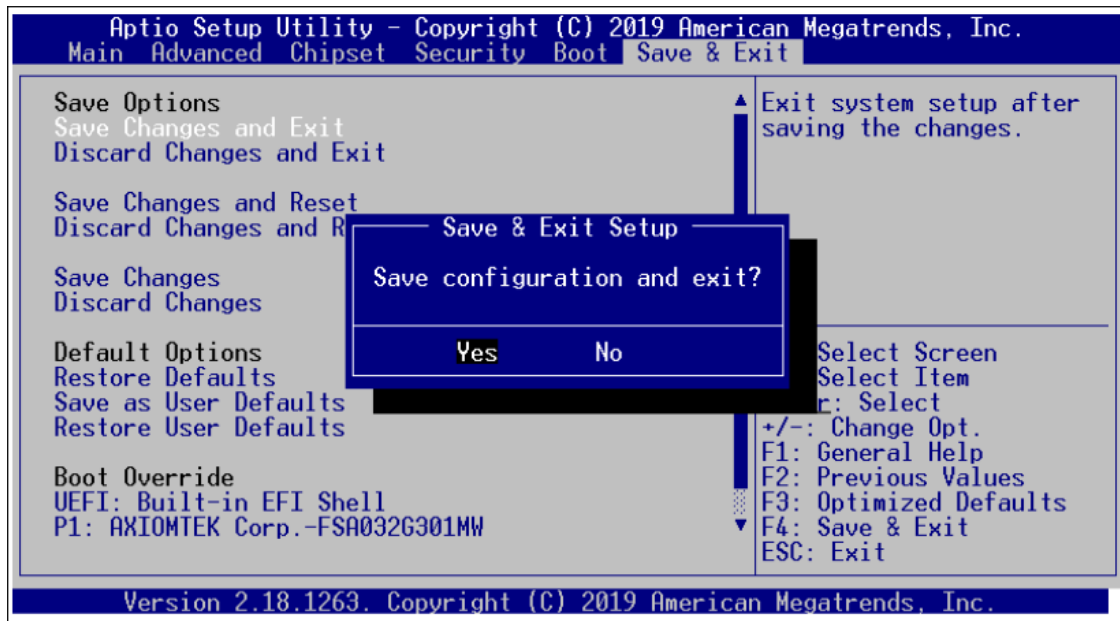 Aptio Setup Utility - Copyright (C) 2019 American Megatrends, Inc.
Main Advanced Chipset Security Boot Save & Exit
Save Options
Save Changes and Exit
Discard Changes and Exit
Save Changes and Reset
Discard Changes and R
Save Changes
Discard Changes
Default Options
Restore Defaults
Save as User Defaults
Restore User Defaults
Boot Override
UEFI: Built-in EFI Shell
P1: AXIOMTEK Corp.-FSA032G301MW
Save & Exit Setup
Save configuration and exit?
Yes No
Exit system setup after
saving the changes.
Select Screen
Select Item
r: Select
+/-: Change Opt.
F1: General Help
F2: Previous Values
F3: Optimized Defaults
F4: Save & Exit
ESC: Exit
Version 2.18.1263. Copyright (C) 2019 American Megatrends, Inc.